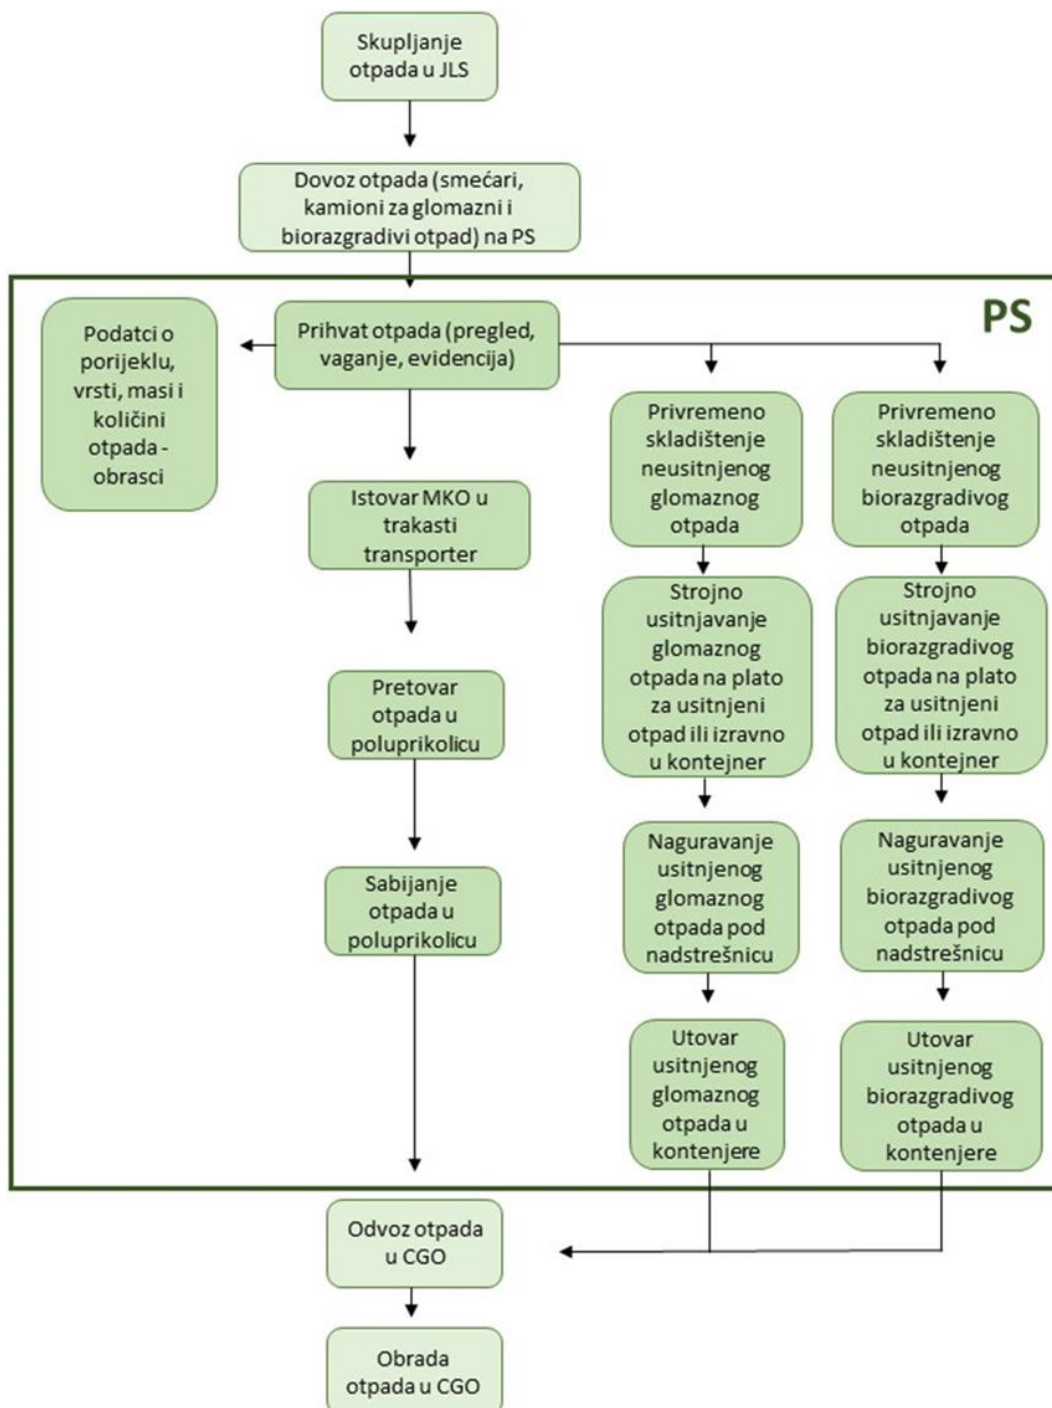 Skupljanje
otpada u JLS
Dovoz otpada (smećari,
kamioni za glomazni i
biorazgradivi otpad) na PS
PS
Podatci o
porijeklu,
vrsti, masi i
količini
otpada -
obrasci
Prihvat otpada (pregled,
vaganje, evidencija)
Istovar MKO u
trakasti
transporter
Pretovar
otpada u
poluprikolicu
Sabijanje
otpada u
poluprikolicu
Privremeno
skladištenje
neusitnjenog
glomaznog
otpada
Strojno
usitnjavanje
glomaznog
otpada na plato
za usitnjeni
otpad ili izravno
u kontejner
Naguravanje
usitnjenog
glomaznog
otpada pod
nadstrešnicu
Utovar
usitnjenog
glomaznog
otpada u
kontenjere
Privremeno
skladištenje
neusitnjenog
biorazgradivog
otpada
Strojno
usitnjavanje
biorazgradivog
otpada na plato
za usitnjeni
otpad ili izravno
u kontejner
Naguravanje
usitnjenog
biorazgradivog
otpada pod
nadstrešnicu
Utovar
usitnjenog
biorazgradivog
otpada u
kontenjere
Odvoz otpada
u CGO
Obrada
otpada u CGO